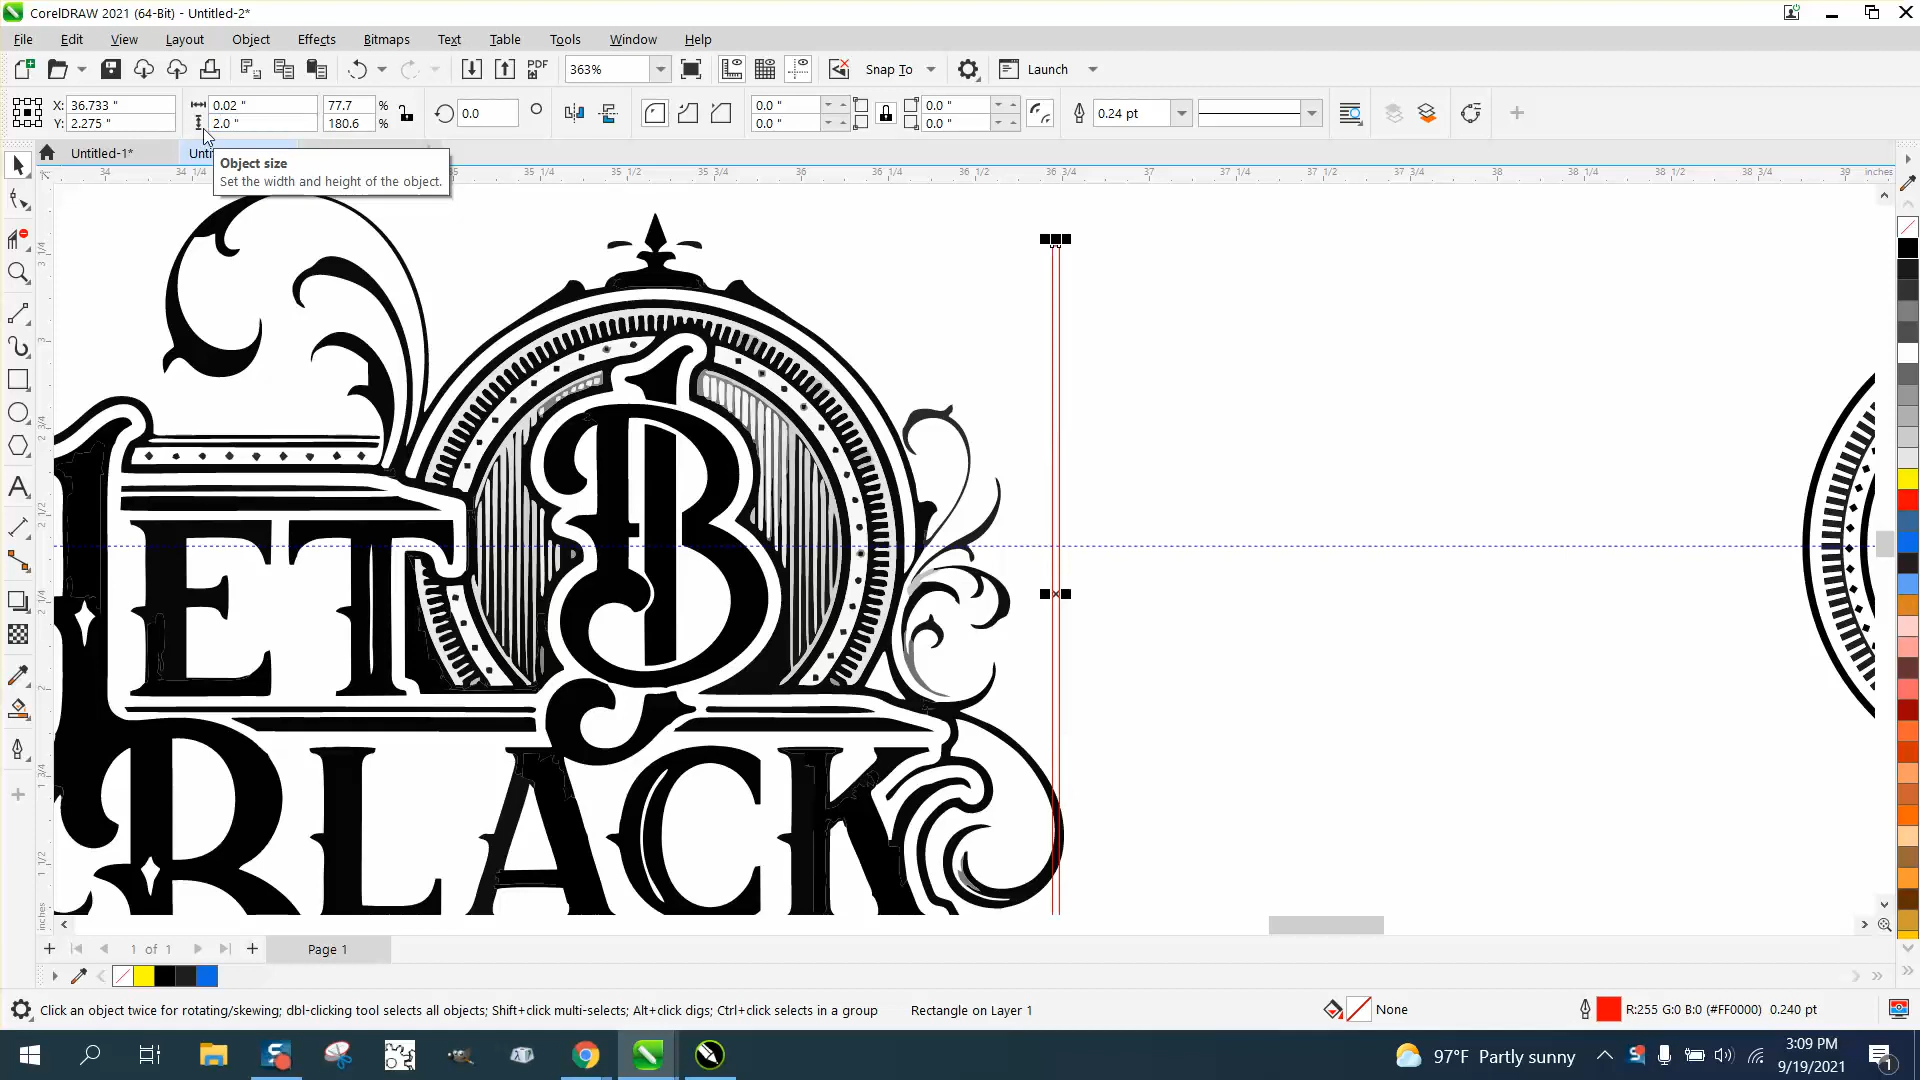 CorelDRAW 2021 (64-Bit) - Untitled-2*
File Edit View Layout Object Effects Bitmaps Text Table Tools Window Help
PDF 363% Snap To Launch
X: 36.733 " 0.02 " 77.7 % 0.0 0.0 " 0.0 " 0.24 pt
Y: 2.275 " 2.0 " 180.6 % 0.0 " 0.0 "
Untitled-1*
Object size
Set the width and height of the object.
34 34 1/4 35 1/4 35 1/2 35 3/4 36 36 1/4 36 1/2 36 3/4 37 37 1/4 37 1/2 37 3/4 38 38 1/4 38 1/2 38 3/4 39 inches
B
ET
BLACK
inches
1 of 1 Page 1
Click an object twice for rotating/skewing; dbl-clicking tool selects all objects; Shift+click multi-selects; Alt+click digs; Ctrl+click selects in a group Rectangle on Layer 1 None R:255 G:0 B:0 (#FF0000) 0.240 pt
97°F Partly sunny 3:09 PM
9/19/2021 1